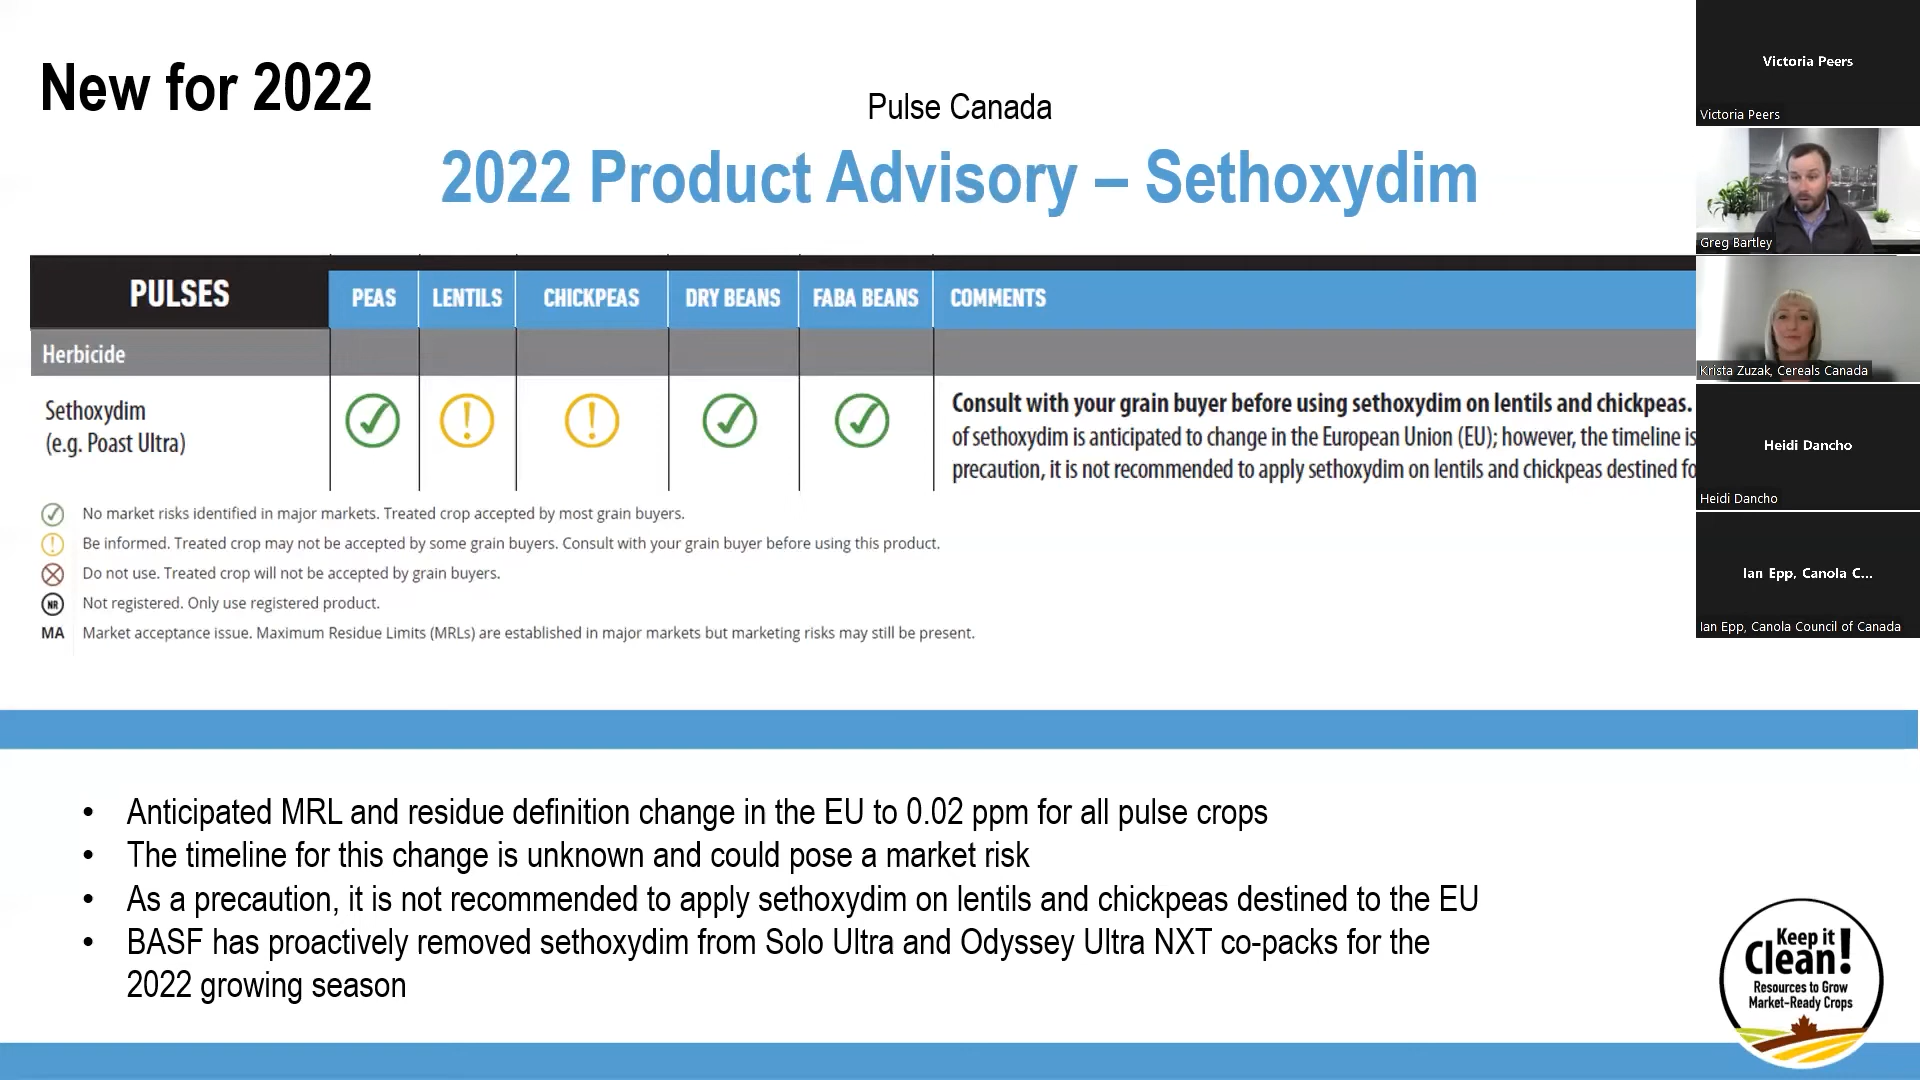 New for 2022
Pulse Canada
2022 Product Advisory – Sethoxydim
PULSES
PEAS
LENTILS
CHICKPEAS
DRY BEANS
FABA BEANS
COMMENTS
Herbicide
Sethoxydim
(e.g. Poast Ultra)
Consult with your grain buyer before using sethoxydim on lentils and chickpeas.
of sethoxydim is anticipated to change in the European Union (EU); however, the timeline is
precaution, it is not recommended to apply sethoxydim on lentils and chickpeas destined fo
No market risks identified in major markets. Treated crop accepted by most grain buyers.
Be informed. Treated crop may not be accepted by some grain buyers. Consult with your grain buyer before using this product.
Do not use. Treated crop will not be accepted by grain buyers.
NR Not registered. Only use registered product.
MA Market acceptance issue. Maximum Residue Limits (MRLs) are established in major markets but marketing risks may still be present.
• Anticipated MRL and residue definition change in the EU to 0.02 ppm for all pulse crops
• The timeline for this change is unknown and could pose a market risk
• As a precaution, it is not recommended to apply sethoxydim on lentils and chickpeas destined to the EU
• BASF has proactively removed sethoxydim from Solo Ultra and Odyssey Ultra NXT co-packs for the
2022 growing season
Keep it
Clean!
Resources to Grow
Market-Ready Crops
Victoria Peers
Victoria Peers
Greg Bartley
Krista Zuzak, Cereals Canada
Heidi Dancho
Heidi Dancho
Ian Epp, Canola C...
Ian Epp, Canola Council of Canada